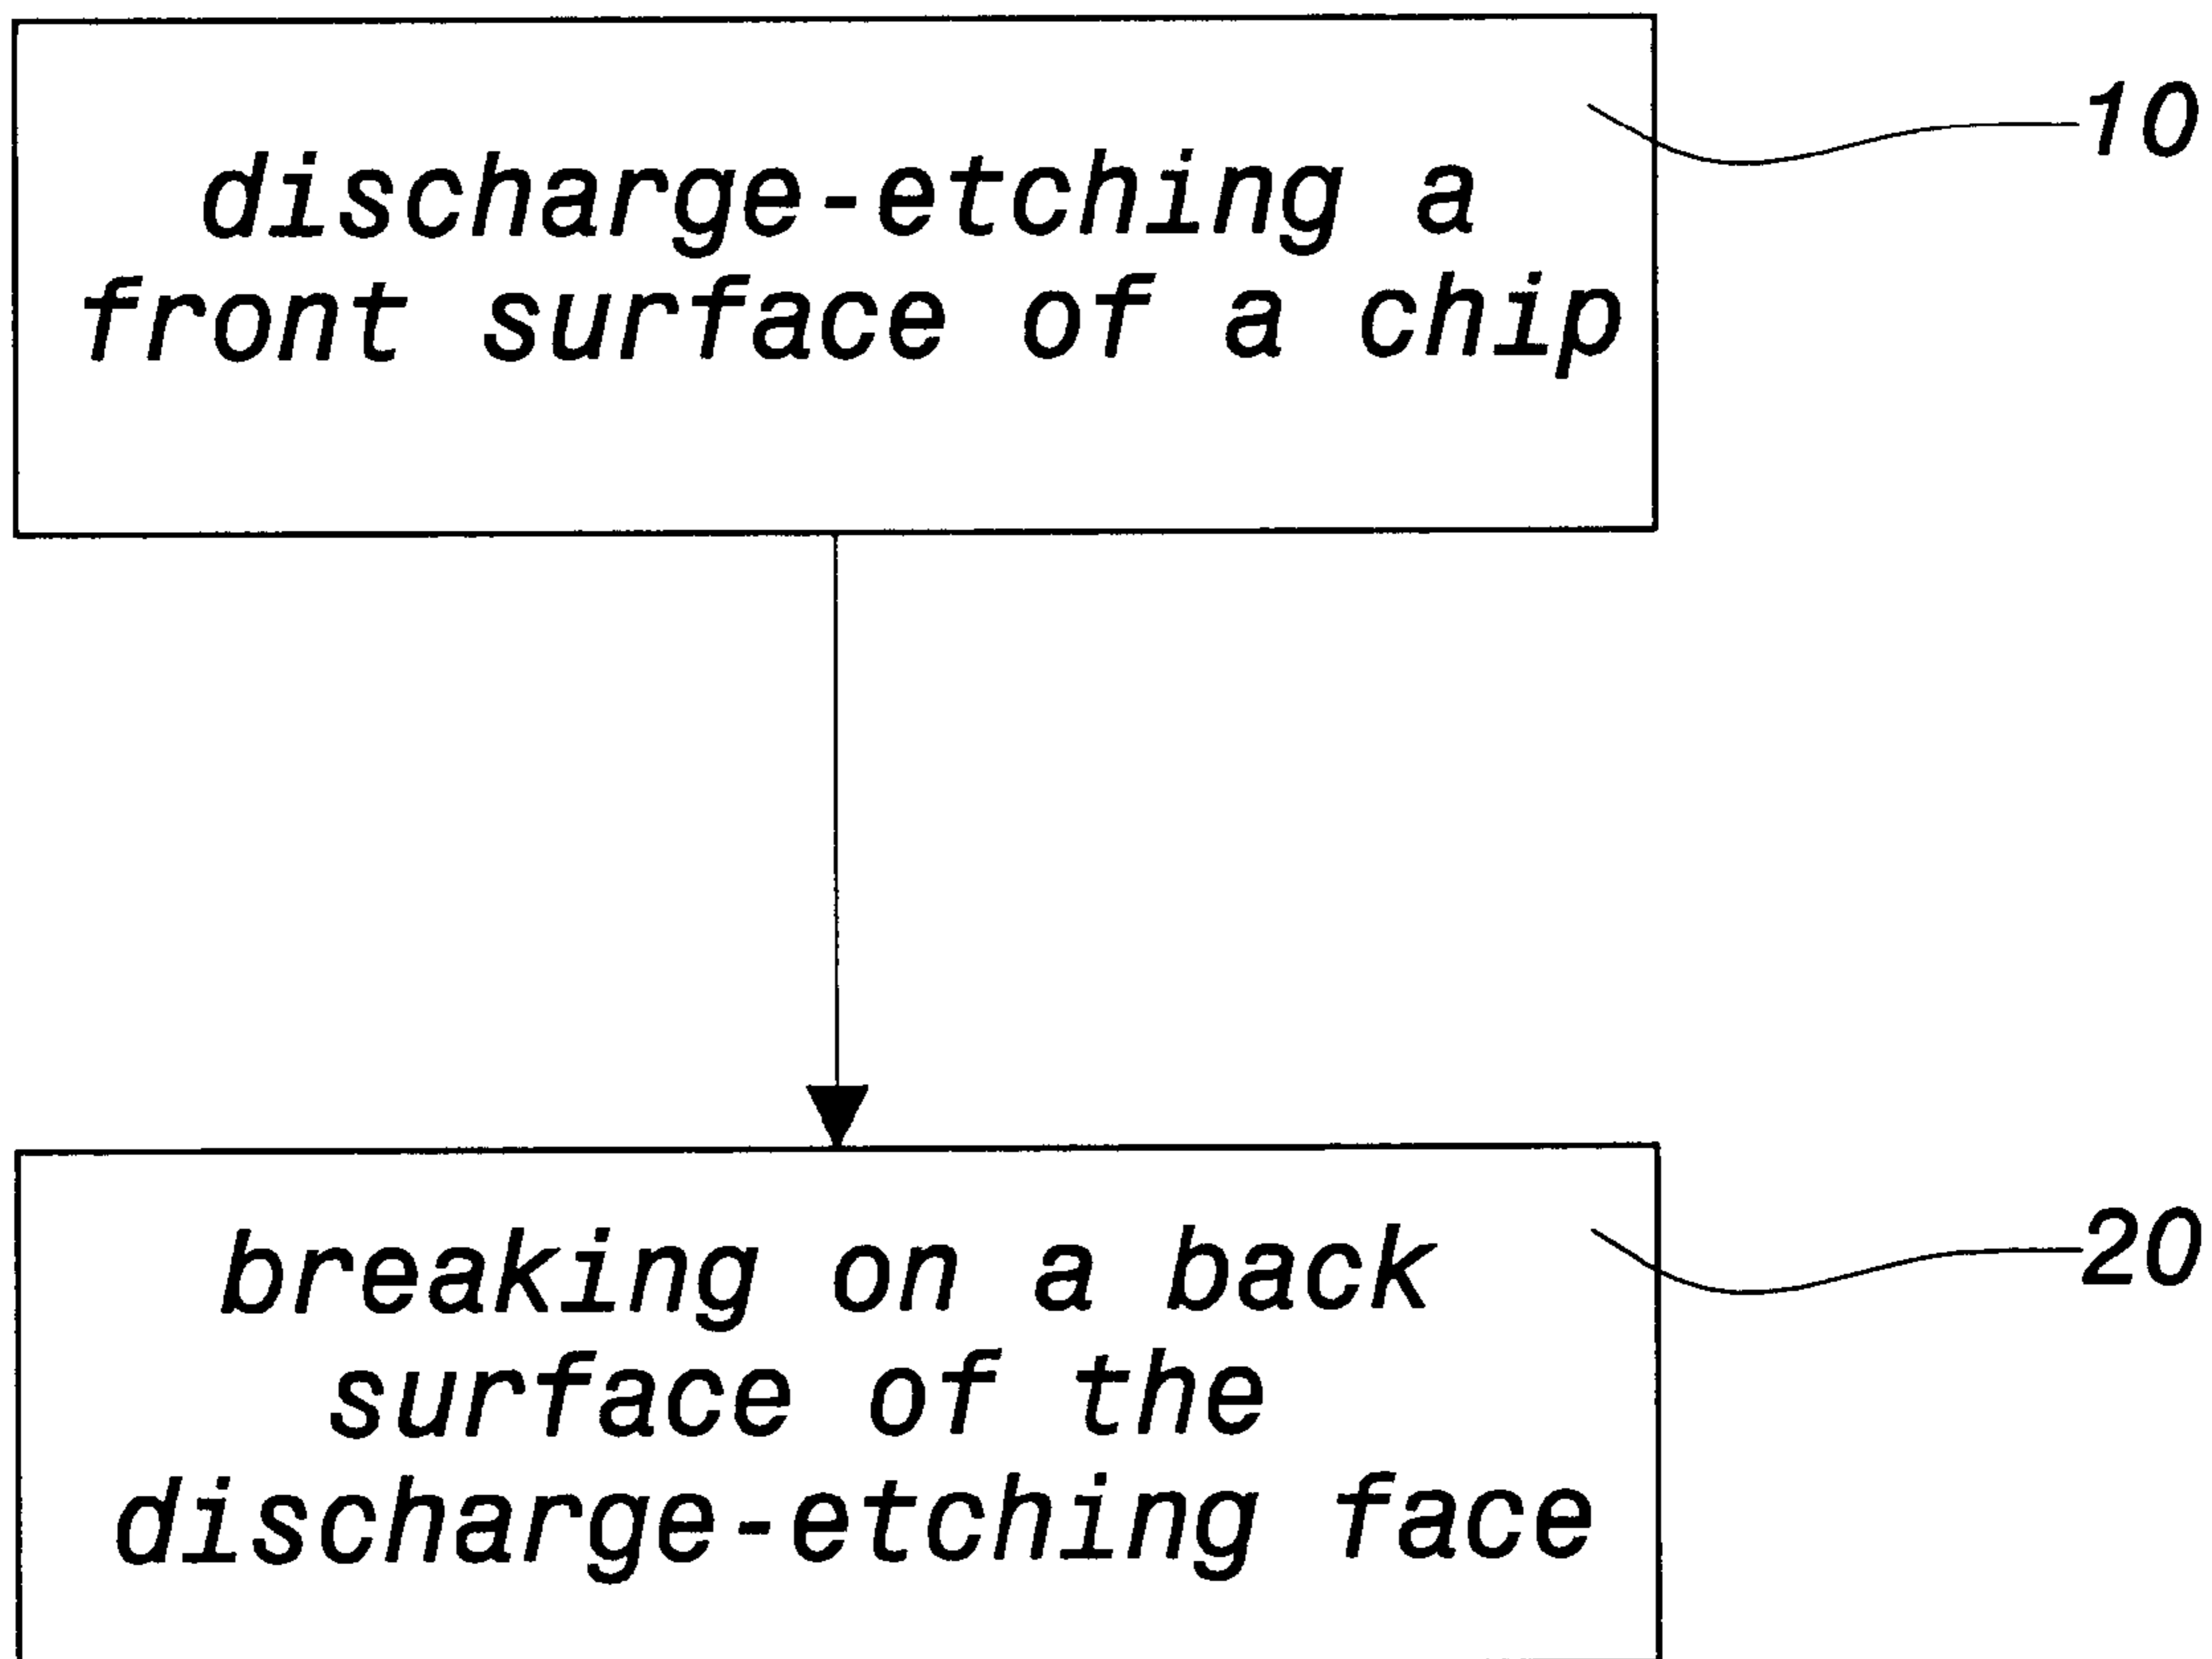 discharge-etching a
front surface of a chip
10
breaking on a back
surface of the
discharge-etching face
20